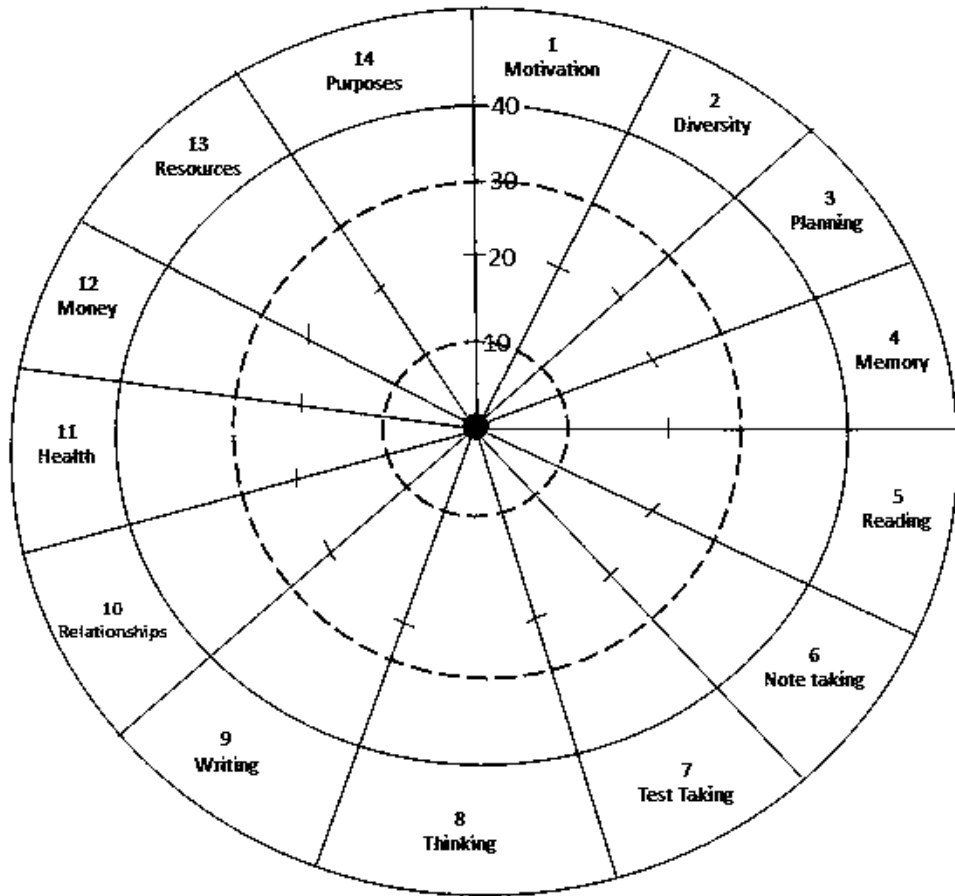 1
Motivation
2
Diversity
3
Planning
4
Memory
5
Reading
6
Note taking
7
Test Taking
8
Thinking
9
Writing
10
Relationships
11
Health
12
Money
13
Resources
14
Purposes
40
30
20
10